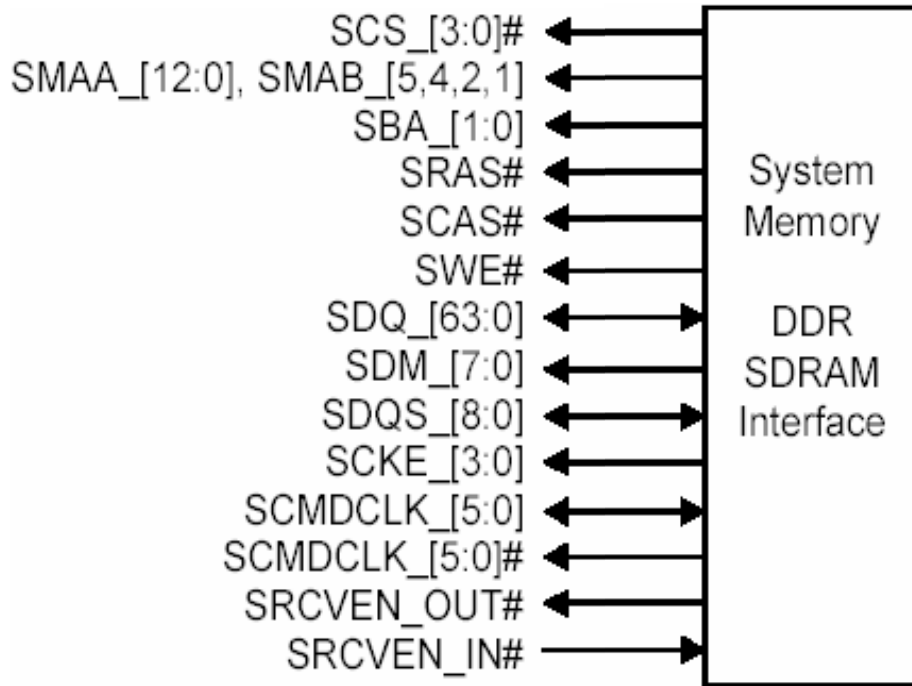 SCS_[3:0]#
SMAA_[12:0], SMAB_[5,4,2,1]
SBA_[1:0]
SRAS#
SCAS#
SWE#
SDQ_[63:0]
SDM_[7:0]
SDQS_[8:0]
SCKE_[3:0]
SCMDCLK_[5:0]
SCMDCLK_[5:0]#
SRCVEN_OUT#
SRCVEN_IN#
System
Memory
DDR
SDRAM
Interface